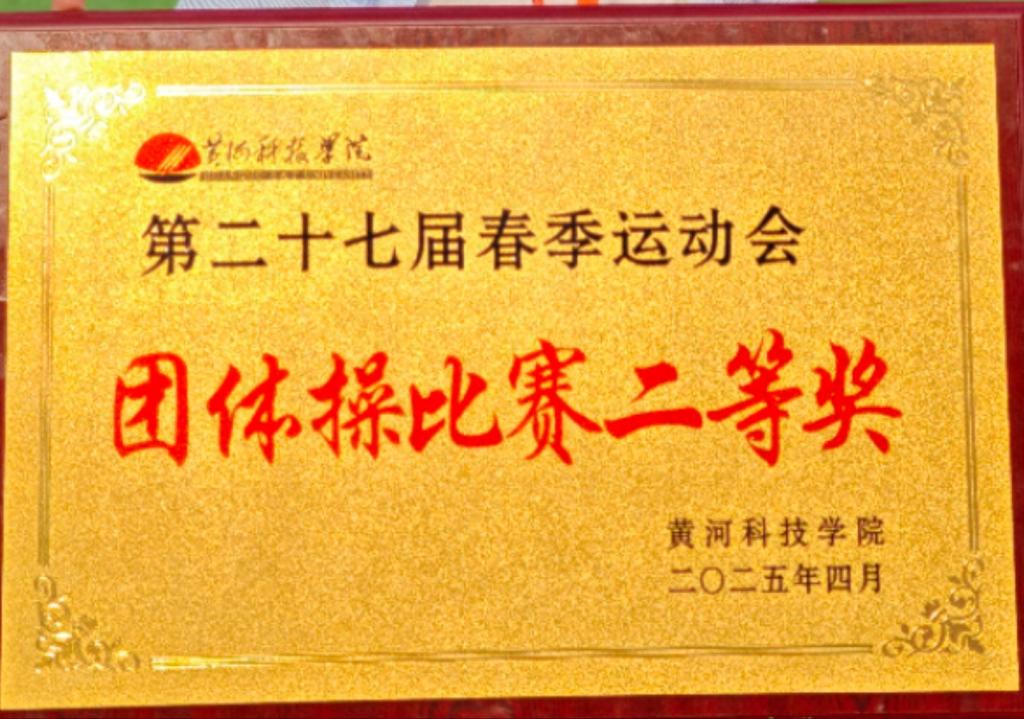 黄河科技学院
第二十七届春季运动会
团体操比赛二等奖
黄河科技学院
二〇二五年四月